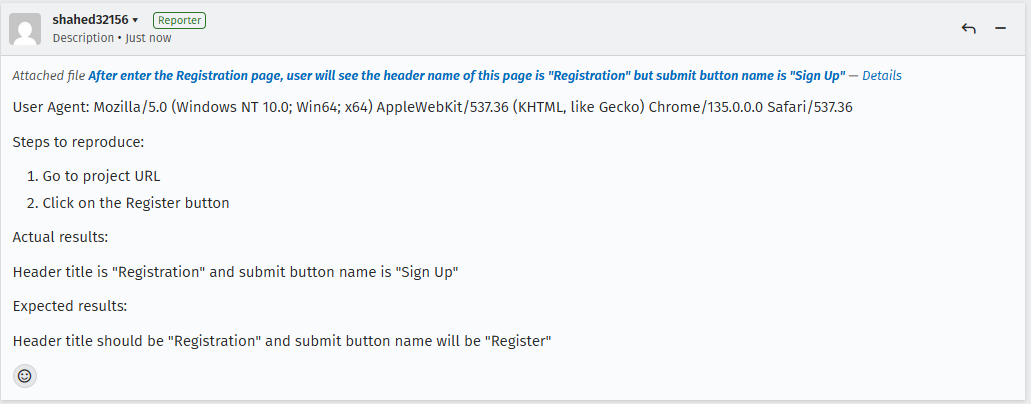 shahed32156 Reporter
Description • Just now
Attached file After enter the Registration page, user will see the header name of this page is "Registration" but submit button name is "Sign Up" — Details
User Agent: Mozilla/5.0 (Windows NT 10.0; Win64; x64) AppleWebKit/537.36 (KHTML, like Gecko) Chrome/135.0.0.0 Safari/537.36
Steps to reproduce:
1. Go to project URL
2. Click on the Register button
Actual results:
Header title is "Registration" and submit button name is "Sign Up"
Expected results:
Header title should be "Registration" and submit button name will be "Register"